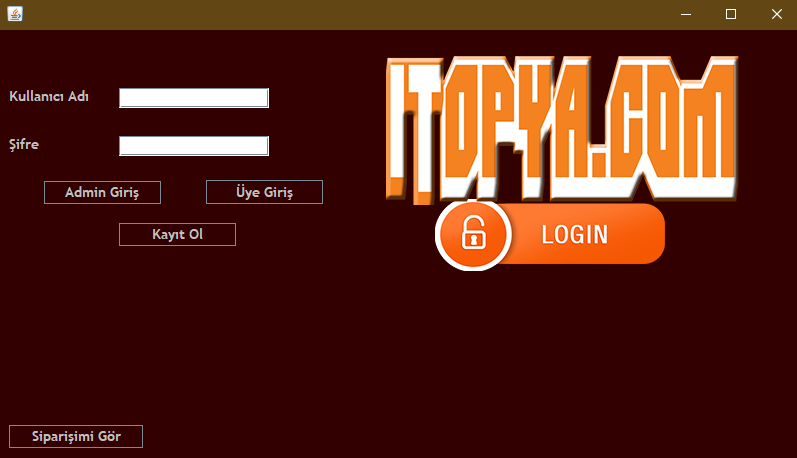 Kullanıcı Adı
Şifre
Admin Giriş
Üye Giriş
Kayıt Ol
ITOPYA.COM
LOGIN
Siparişimi Gör